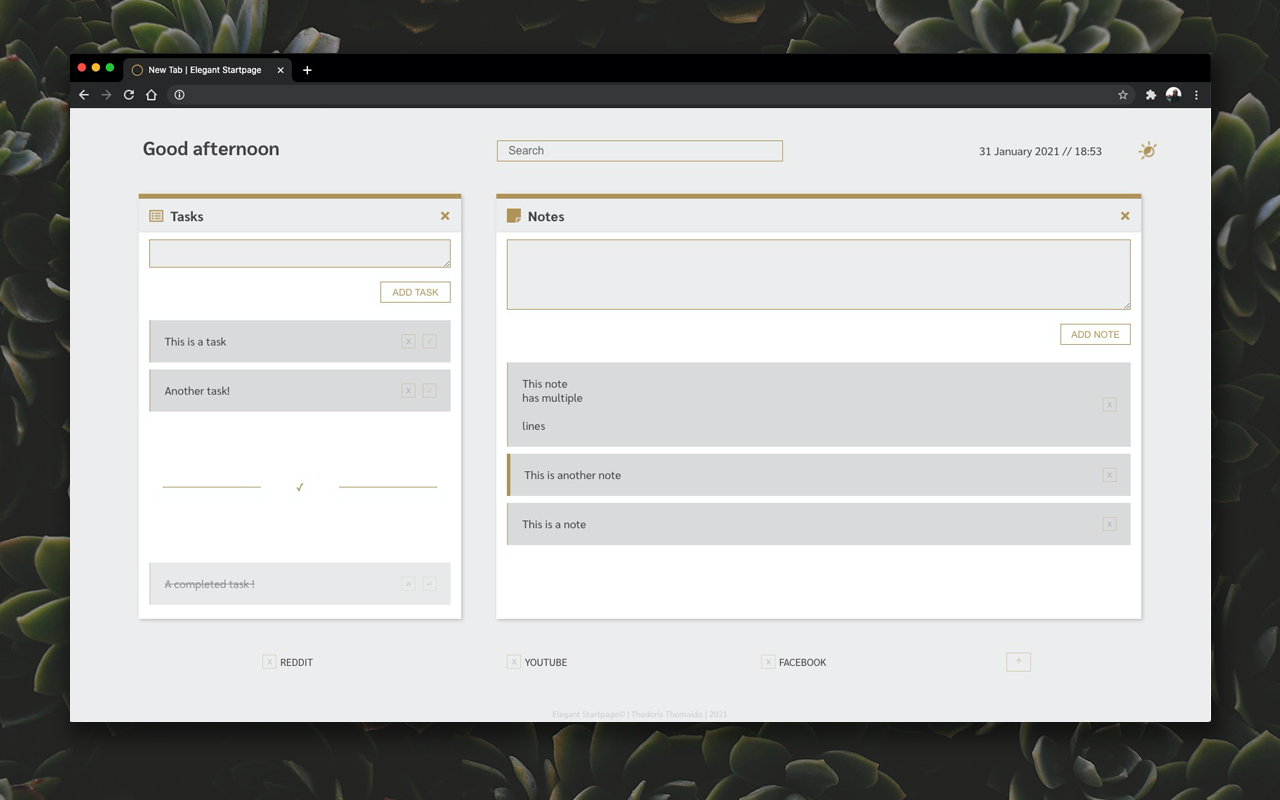 New Tab | Elegant Startpage
Good afternoon
Search
31 January 2021 // 18:53
Tasks
ADD TASK
This is a task
X
Another task!
X
✓
A completed task !
X
Notes
ADD NOTE
This note
has multiple
lines
X
This is another note
X
This is a note
X
X REDDIT
X YOUTUBE
X FACEBOOK
+
Elegant Startpage© | Thodoris Thomaidis | 2021